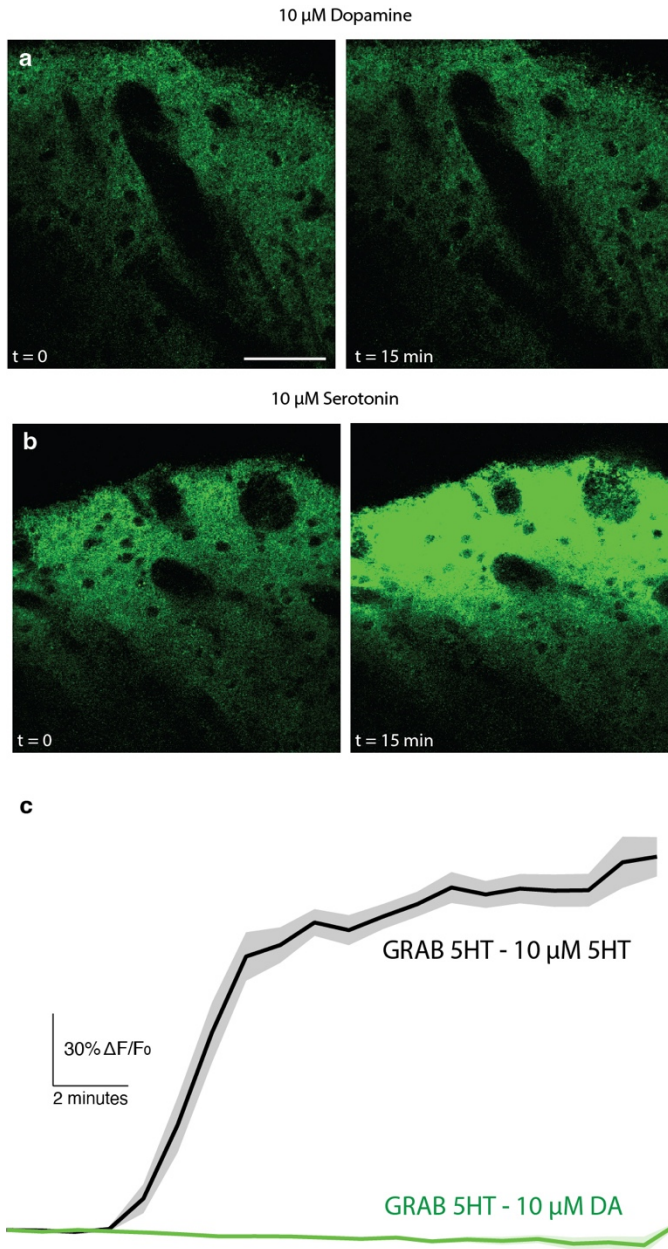 10 µM Dopamine
a
t = 0
t = 15 min
10 µM Serotonin
b
t = 0
t = 15 min
c
GRAB 5HT - 10 µM 5HT
30% ΔF/F₀
2 minutes
GRAB 5HT - 10 µM DA